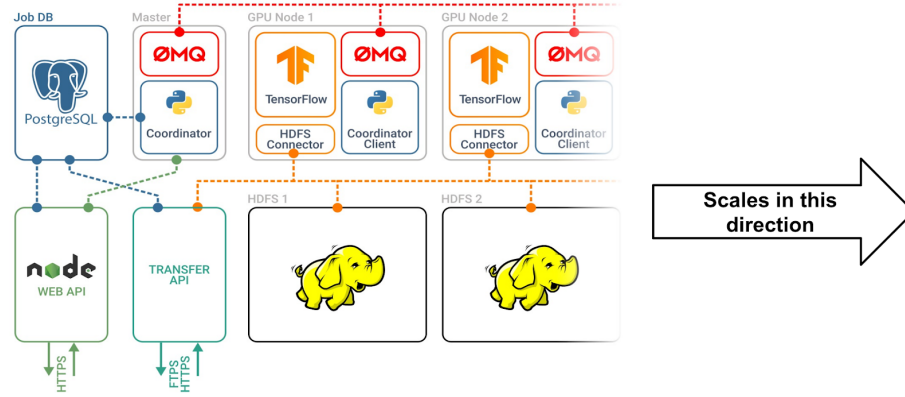 Job DB
Master
GPU Node 1
GPU Node 2
ØMQ
ØMQ
ØMQ
PostgreSQL
Coordinator
TensorFlow
HDFS
Connector
Coordinator
Client
TensorFlow
HDFS
Connector
Coordinator
Client
HDFS 1
HDFS 2
Scales in this
direction
node
WEB API
TRANSFER
API
HTTPS
FTPS
HTTPS